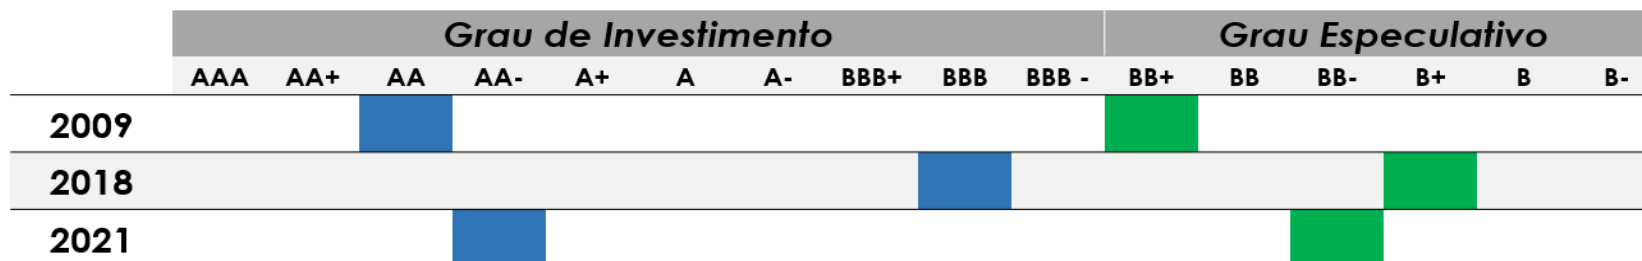 Grau de Investimento Grau Especulativo
AAA AA+ AA AA- A+ A A- BBB+ BBB BBB - BB+ BB BB- B+ B B-
2009
2018
2021